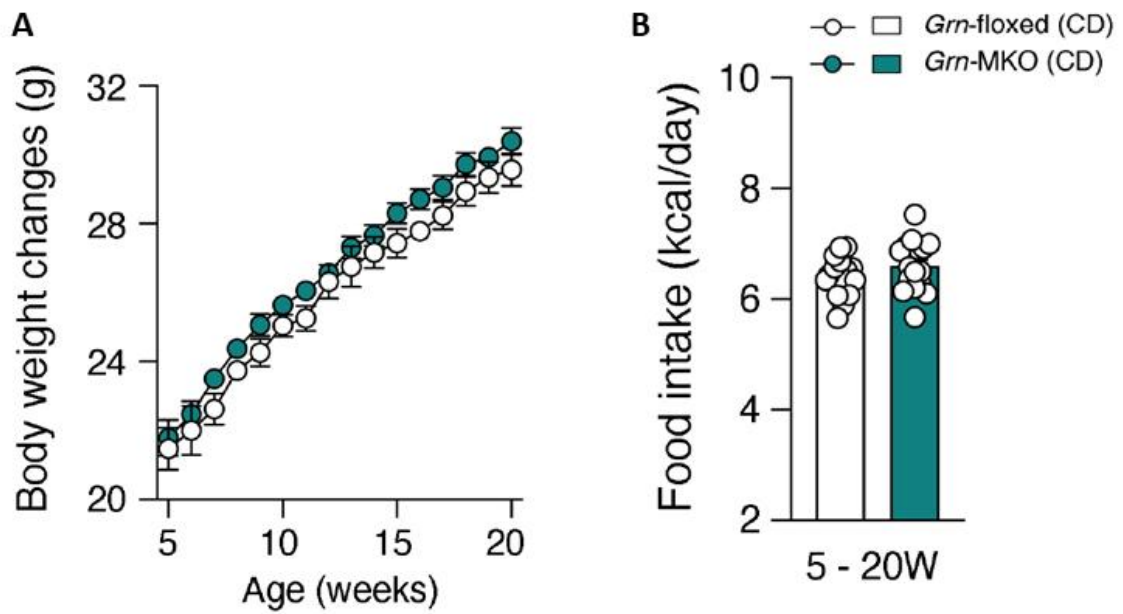 A
Body weight changes (g)
32
28
24
20
5 10 15 20
Age (weeks)
B
Grn-floxed (CD)
Grn-MKO (CD)
Food intake (kcal/day)
10
8
6
4
2
5 - 20W